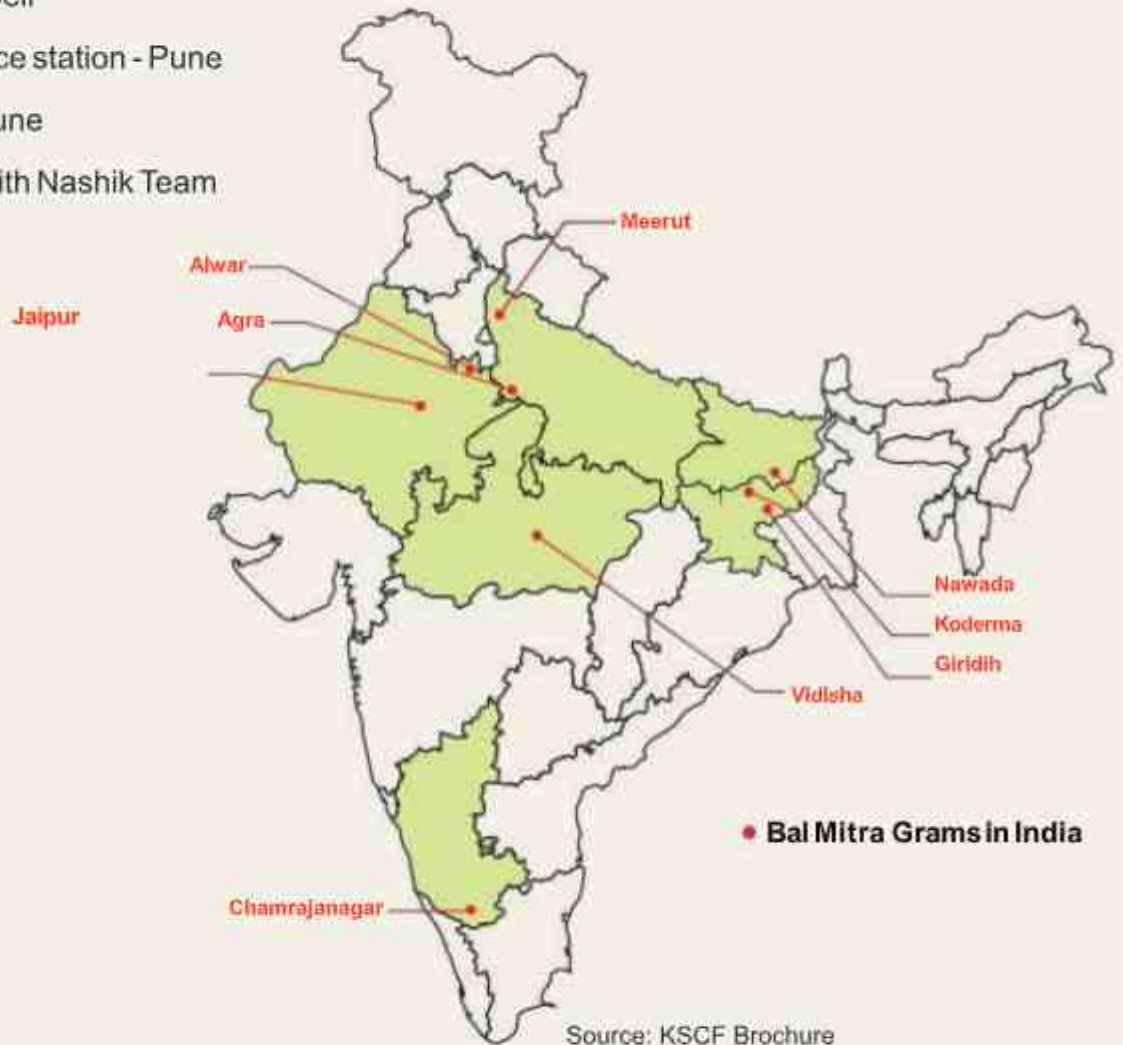 ce station - Pune
une
ith Nashik Team
Meerut
Alwar
Jaipur
Agra
Nawada
Koderma
Giridih
Vidisha
Bal Mitra Grams in India
Chamrajanagar
Source: KSCF Brochure